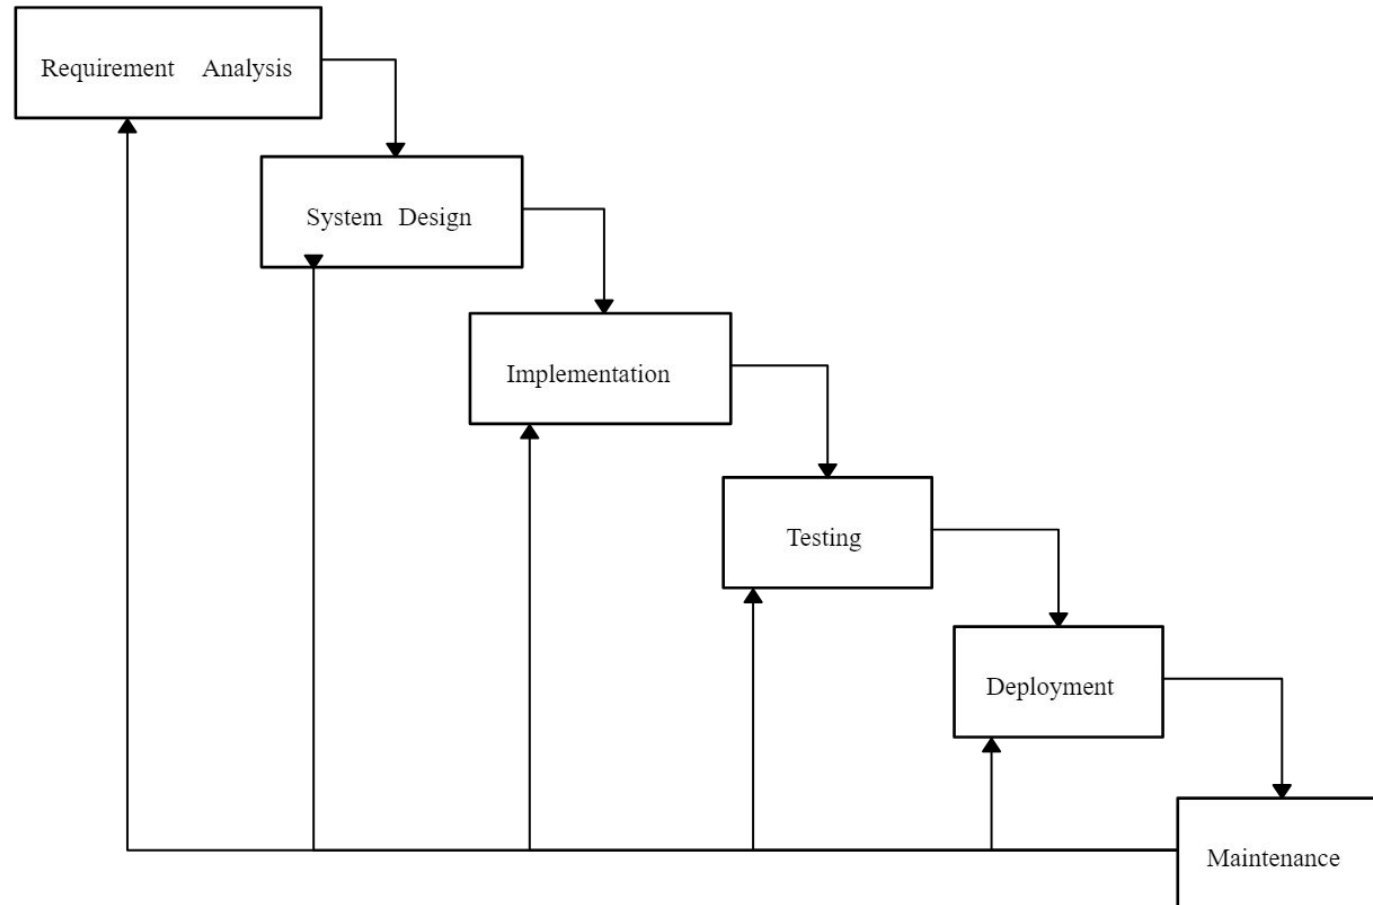 Requirement Analysis
System Design
Implementation
Testing
Deployment
Maintenance